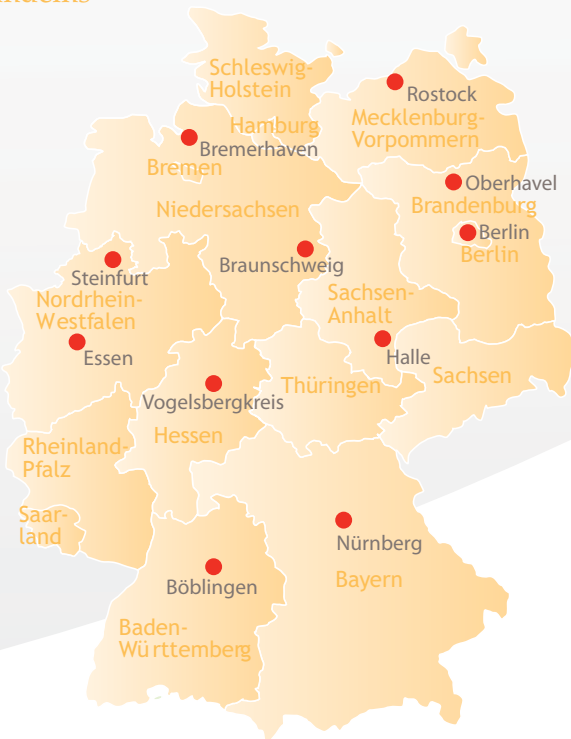 Schleswig-
Holstein
Rostock
Mecklenburg-
Vorpommern
Hamburg
Bremerhaven
Bremen
Oberhavel
Brandenburg
Niedersachsen
Berlin
Berlin
Braunschweig
Steinfurt
Sachsen-
Anhalt
Nordrhein-
Westfalen
Essen
Halle
Thüringen
Sachsen
Vogelsbergkreis
Hessen
Rheinland-
Pfalz
Saar-
land
Nürnberg
Bayern
Böblingen
Baden-
Württemberg